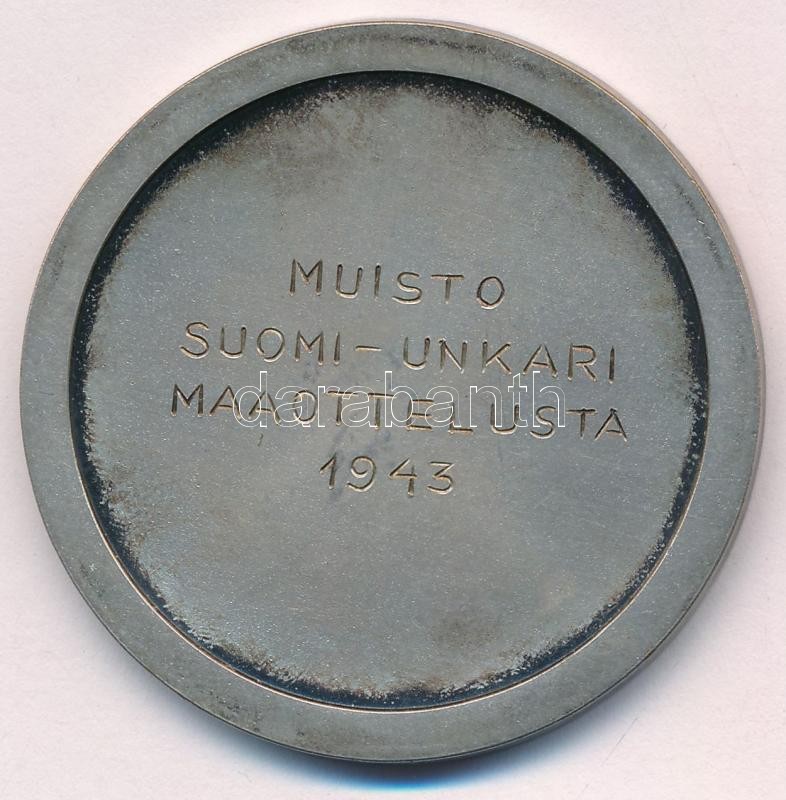 MUISTO
SUOMI – UNKARI
MAAOTTELUSTA
1943
darabanth